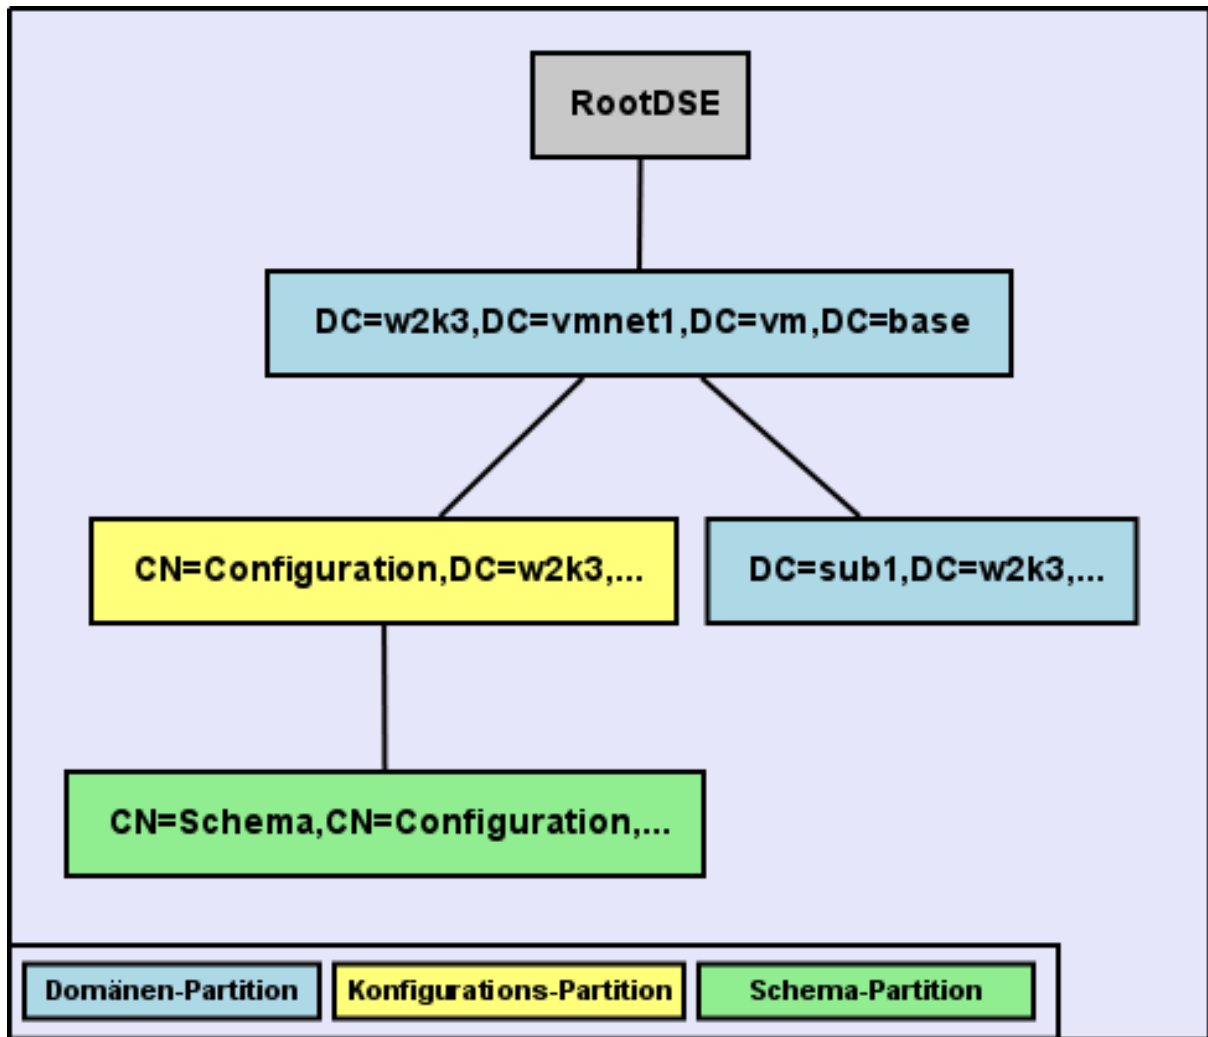 RootDSE
DC=w2k3,DC=vmnet1,DC=vm,DC=base
CN=Configuration,DC=w2k3,...
DC=sub1,DC=w2k3,...
CN=Schema,CN=Configuration,...
Domänen-Partition
Konfigurations-Partition
Schema-Partition